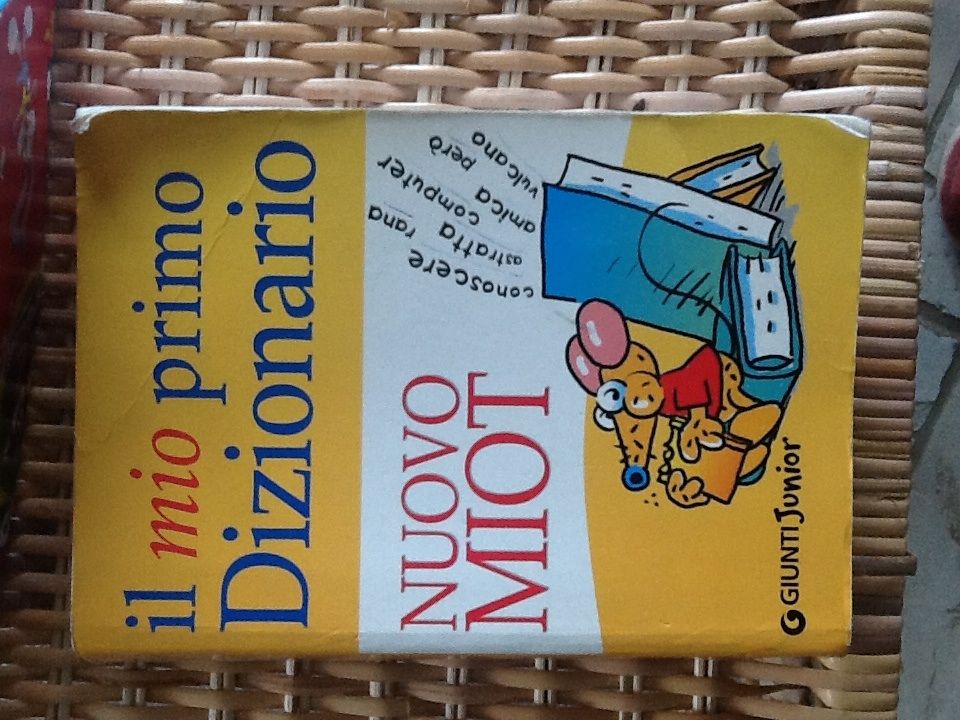 il mio primo
Dizionario
NUOVO
MIOT
conoscere rana
astratta computer
amica però
vulcano
GIUNTI Junior